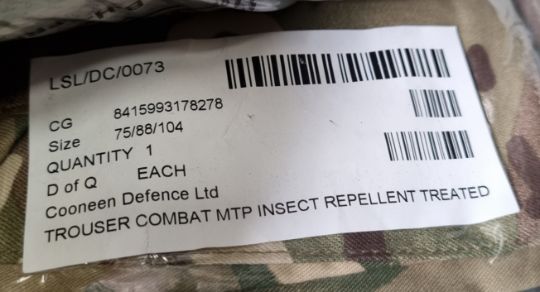 LSL/DC/0073
CG 8415993178278
Size 75/88/104
QUANTITY 1
D of Q EACH
Cooneen Defence Ltd
TROUSER COMBAT MTP INSECT REPELLENT TREATED